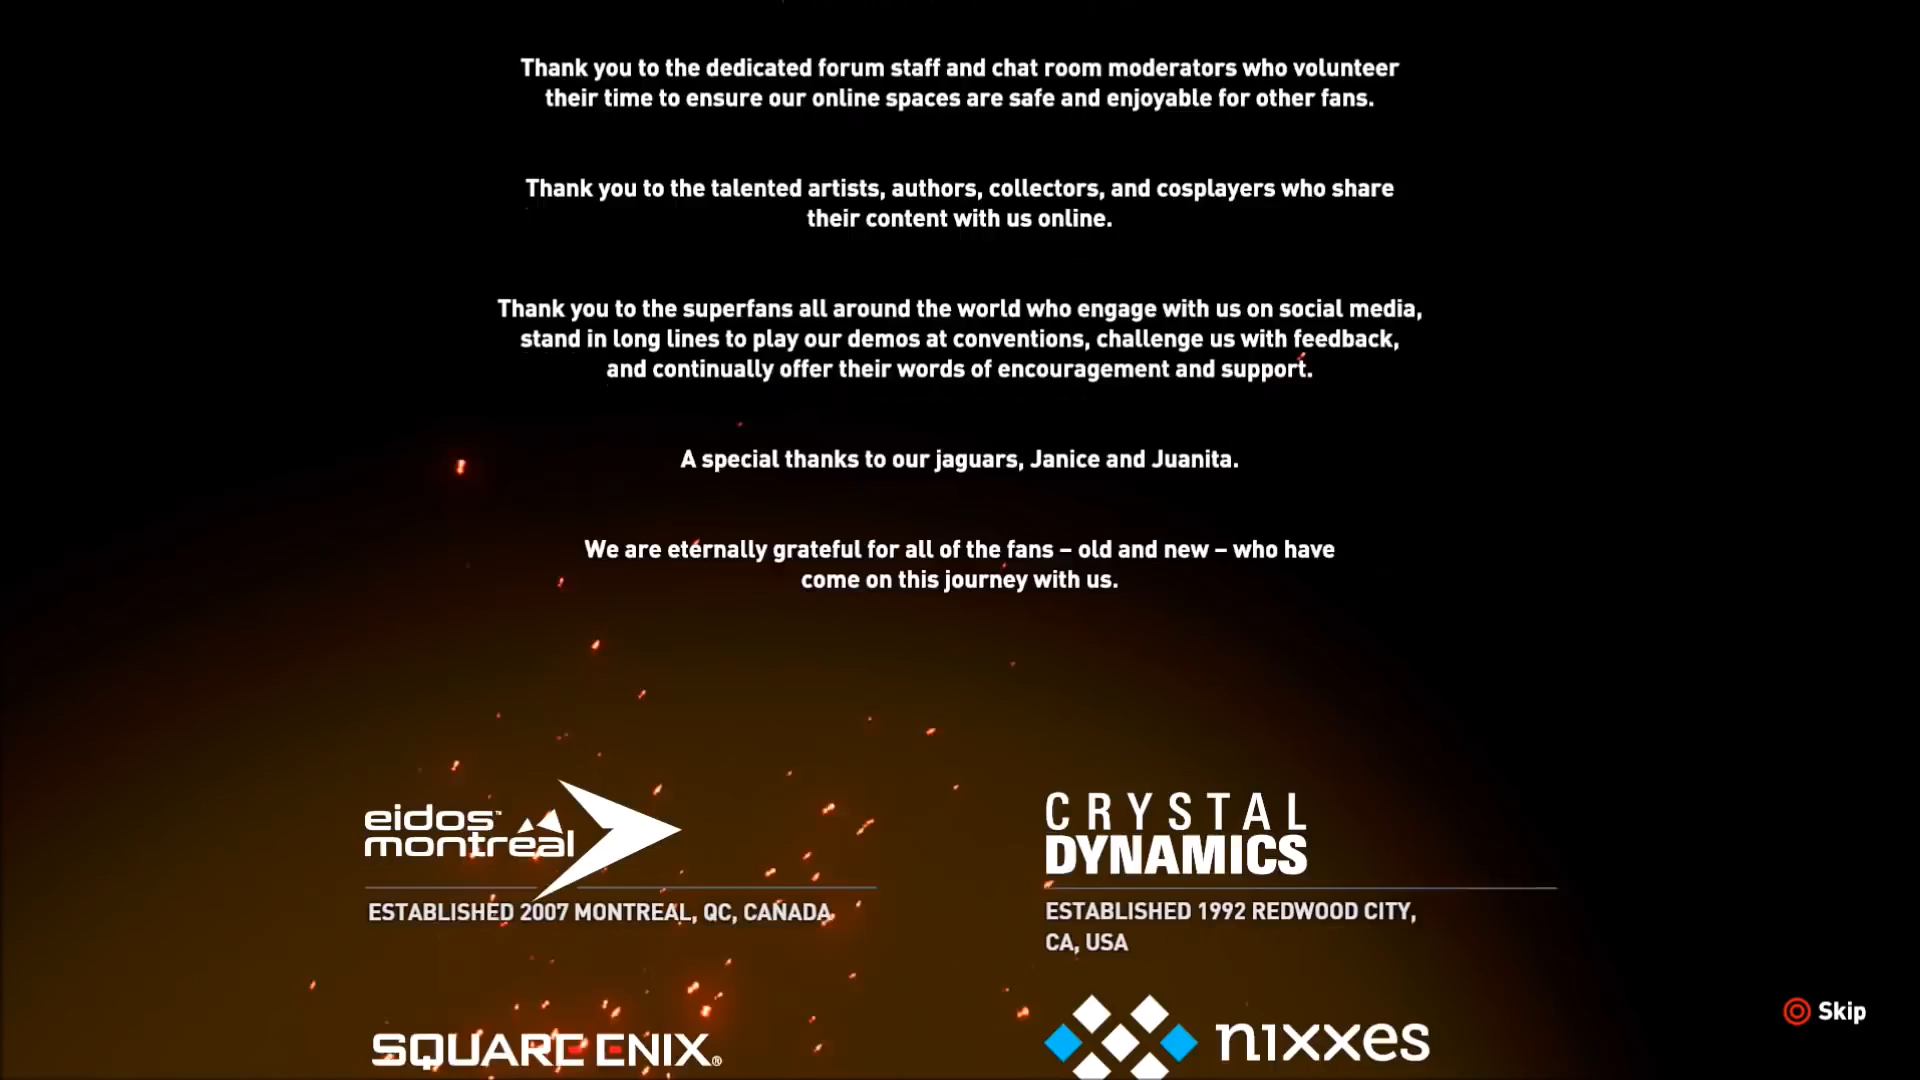 Thank you to the dedicated forum staff and chat room moderators who volunteer
their time to ensure our online spaces are safe and enjoyable for other fans.
Thank you to the talented artists, authors, collectors, and cosplayers who share
their content with us online.
Thank you to the superfans all around the world who engage with us on social media,
stand in long lines to play our demos at conventions, challenge us with feedback,
and continually offer their words of encouragement and support.
A special thanks to our jaguars, Janice and Juanita.
We are eternally grateful for all of the fans – old and new – who have
come on this journey with us.
eidos™
montréal
ESTABLISHED 2007 MONTREAL, QC, CANADA
CRYSTAL
DYNAMICS
ESTABLISHED 1992 REDWOOD CITY,
CA, USA
SQUARE ENIX®
nixxes
Skip